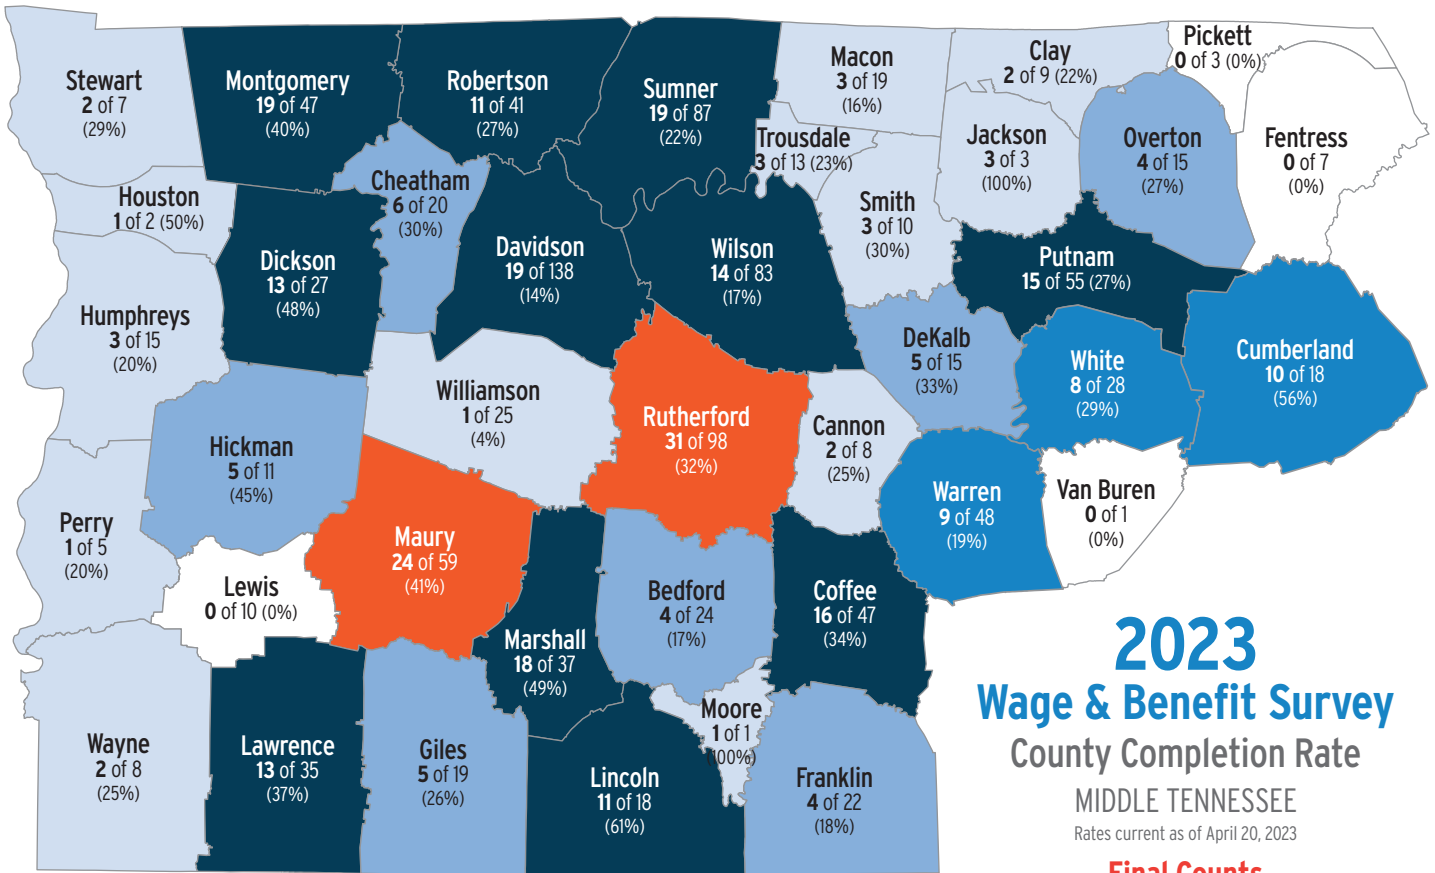 Stewart
2 of 7
(29%)
Montgomery
19 of 47
(40%)
Robertson
11 of 41
(27%)
Sumner
19 of 87
(22%)
Macon
3 of 19
(16%)
Clay
2 of 9 (22%)
Pickett
0 of 3 (0%)
Trousdale
3 of 13 (23%)
Jackson
3 of 3
(100%)
Overton
4 of 15
(27%)
Fentress
0 of 7
(0%)
Houston
1 of 2 (50%)
Cheatham
6 of 20
(30%)
Smith
3 of 10
(30%)
Dickson
13 of 27
(48%)
Davidson
19 of 138
(14%)
Wilson
14 of 83
(17%)
Putnam
15 of 55 (27%)
Humphreys
3 of 15
(20%)
DeKalb
5 of 15
(33%)
White
8 of 28
(29%)
Cumberland
10 of 18
(56%)
Williamson
1 of 25
(4%)
Rutherford
31 of 98
(32%)
Cannon
2 of 8
(25%)
Hickman
5 of 11
(45%)
Warren
9 of 48
(19%)
Van Buren
0 of 1
(0%)
Perry
1 of 5
(20%)
Maury
24 of 59
(41%)
Lewis
0 of 10 (0%)
Bedford
4 of 24
(17%)
Coffee
16 of 47
(34%)
Marshall
18 of 37
(49%)
Moore
1 of 1
(100%)
Wayne
2 of 8
(25%)
Lawrence
13 of 35
(37%)
Giles
5 of 19
(26%)
Lincoln
11 of 18
(61%)
Franklin
4 of 22
(18%)
2023
Wage & Benefit Survey
County Completion Rate
MIDDLE TENNESSEE
Rates current as of April 20, 2023
Final Counts